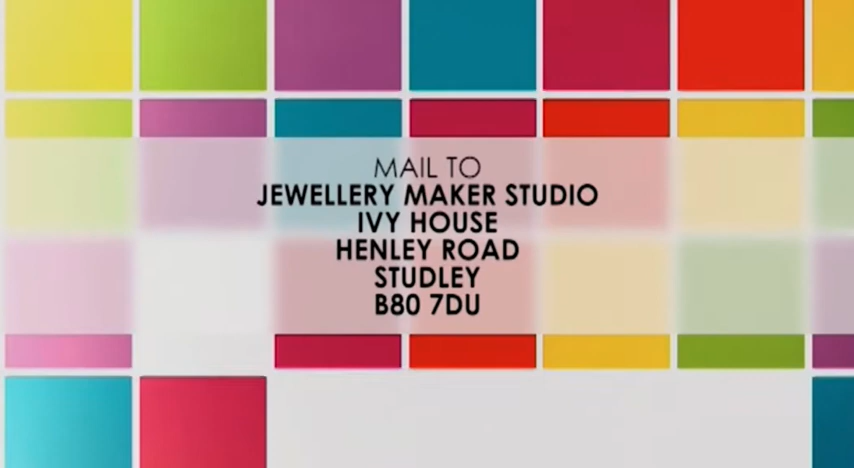 MAIL TO
JEWELLERY MAKER STUDIO
IVY HOUSE
HENLEY ROAD
STUDLEY
B80 7DU